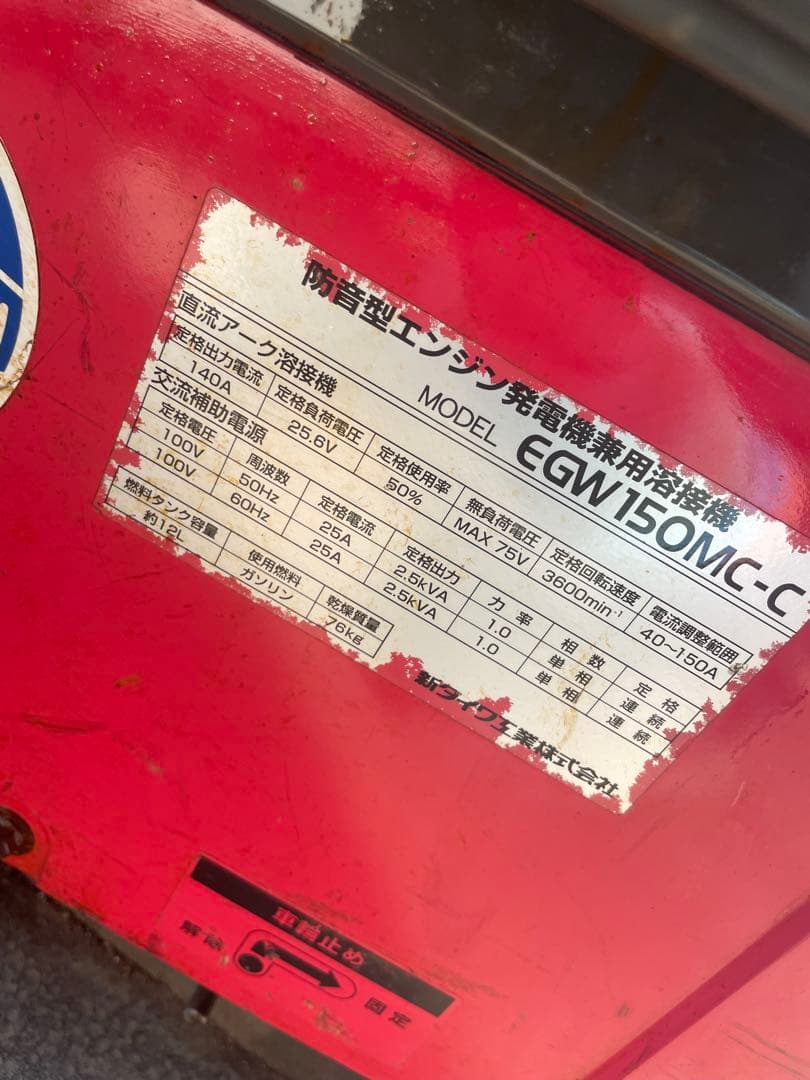 防音型エンジン発電機兼用溶接機
MODEL EGW150MC-C
直流アーク溶接機
定格出力電流 定格負荷電圧 定格使用率 無負荷電圧 定格回転速度 電流調整範囲
140A 25.6V 50% MAX 75V 3600min⁻¹ 40～150A
交流補助電源
定格電圧 周波数 定格電流 定格出力 力率 相数 定格
100V 50Hz 25A 2.5kVA 1.0 単相 連続
100V 60Hz 25A 2.5kVA 1.0 単相 連続
燃料タンク容量 使用燃料 乾燥質量
約12L ガソリン 76kg
新ダイワ工業株式会社
車輪止め
解除 固定